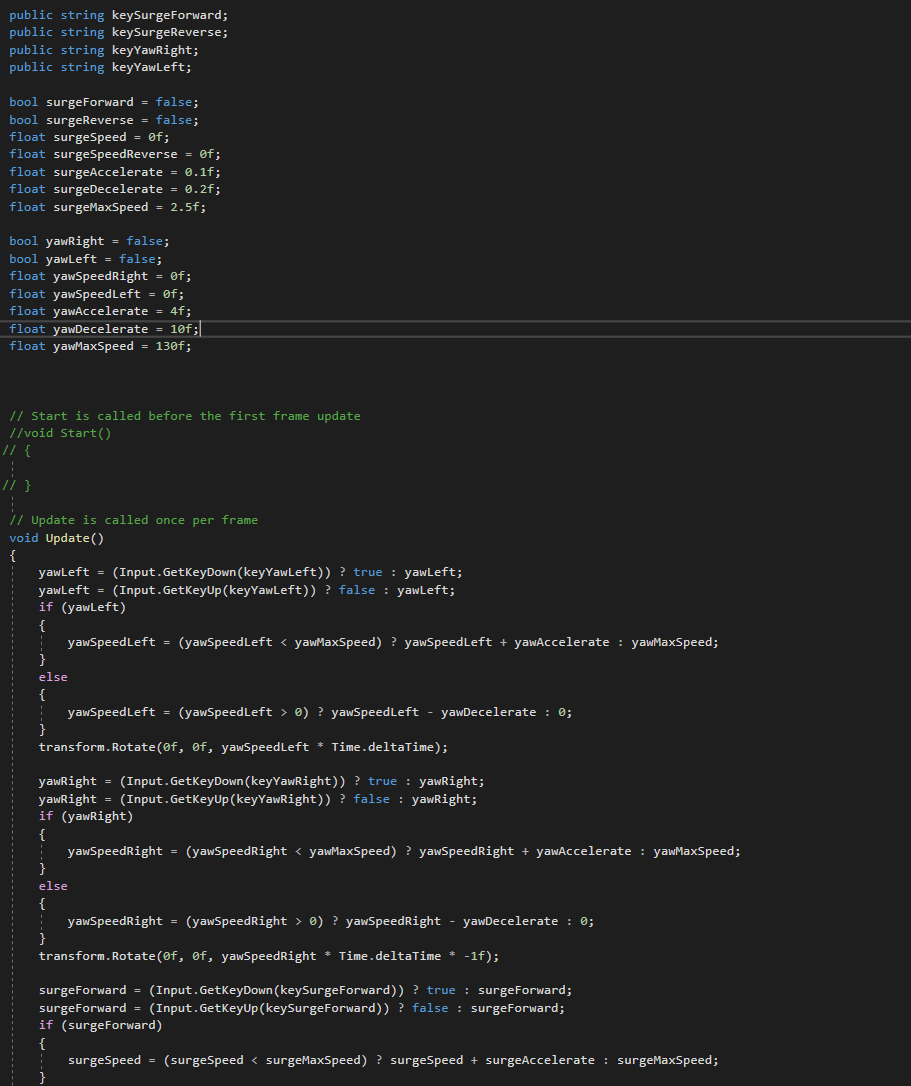 public string keySurgeForward;
public string keySurgeReverse;
public string keyYawRight;
public string keyYawLeft;
bool surgeForward = false;
bool surgeReverse = false;
float surgeSpeed = 0f;
float surgeSpeedReverse = 0f;
float surgeAccelerate = 0.1f;
float surgeDecelerate = 0.2f;
float surgeMaxSpeed = 2.5f;
bool yawRight = false;
bool yawLeft = false;
float yawSpeedRight = 0f;
float yawSpeedLeft = 0f;
float yawAccelerate = 4f;
float yawDecelerate = 10f;
float yawMaxSpeed = 130f;
// Start is called before the first frame update
//void Start()
// {
// }
// Update is called once per frame
void Update()
{
yawLeft = (Input.GetKeyDown(keyYawLeft)) ? true : yawLeft;
yawLeft = (Input.GetKeyUp(keyYawLeft)) ? false : yawLeft;
if (yawLeft)
{
yawSpeedLeft = (yawSpeedLeft < yawMaxSpeed) ? yawSpeedLeft + yawAccelerate : yawMaxSpeed;
}
else
{
yawSpeedLeft = (yawSpeedLeft > 0) ? yawSpeedLeft - yawDecelerate : 0;
}
transform.Rotate(0f, 0f, yawSpeedLeft * Time.deltaTime);
yawRight = (Input.GetKeyDown(keyYawRight)) ? true : yawRight;
yawRight = (Input.GetKeyUp(keyYawRight)) ? false : yawRight;
if (yawRight)
{
yawSpeedRight = (yawSpeedRight < yawMaxSpeed) ? yawSpeedRight + yawAccelerate : yawMaxSpeed;
}
else
{
yawSpeedRight = (yawSpeedRight > 0) ? yawSpeedRight - yawDecelerate : 0;
}
transform.Rotate(0f, 0f, yawSpeedRight * Time.deltaTime * -1f);
surgeForward = (Input.GetKeyDown(keySurgeForward)) ? true : surgeForward;
surgeForward = (Input.GetKeyUp(keySurgeForward)) ? false : surgeForward;
if (surgeForward)
{
surgeSpeed = (surgeSpeed < surgeMaxSpeed) ? surgeSpeed + surgeAccelerate : surgeMaxSpeed;
}